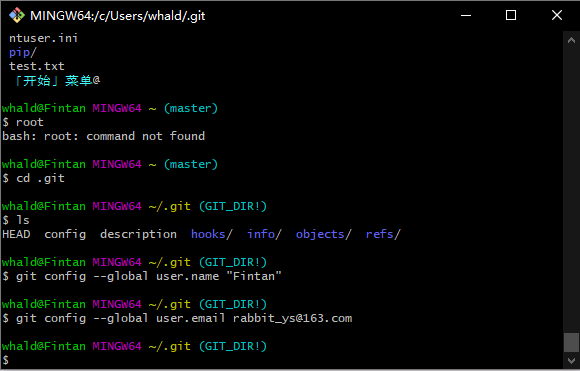 MINGW64:/c/Users/whald/.git
ntuser.ini
pip/
test.txt
「开始」菜单@
whald@Fintan MINGW64 ~ (master)
$ root
bash: root: command not found
whald@Fintan MINGW64 ~ (master)
$ cd .git
whald@Fintan MINGW64 ~/.git (GIT_DIR!)
$ ls
HEAD  config  description  hooks/  info/  objects/  refs/
whald@Fintan MINGW64 ~/.git (GIT_DIR!)
$ git config --global user.name "Fintan"
whald@Fintan MINGW64 ~/.git (GIT_DIR!)
$ git config --global user.email rabbit_ys@163.com
whald@Fintan MINGW64 ~/.git (GIT_DIR!)
$